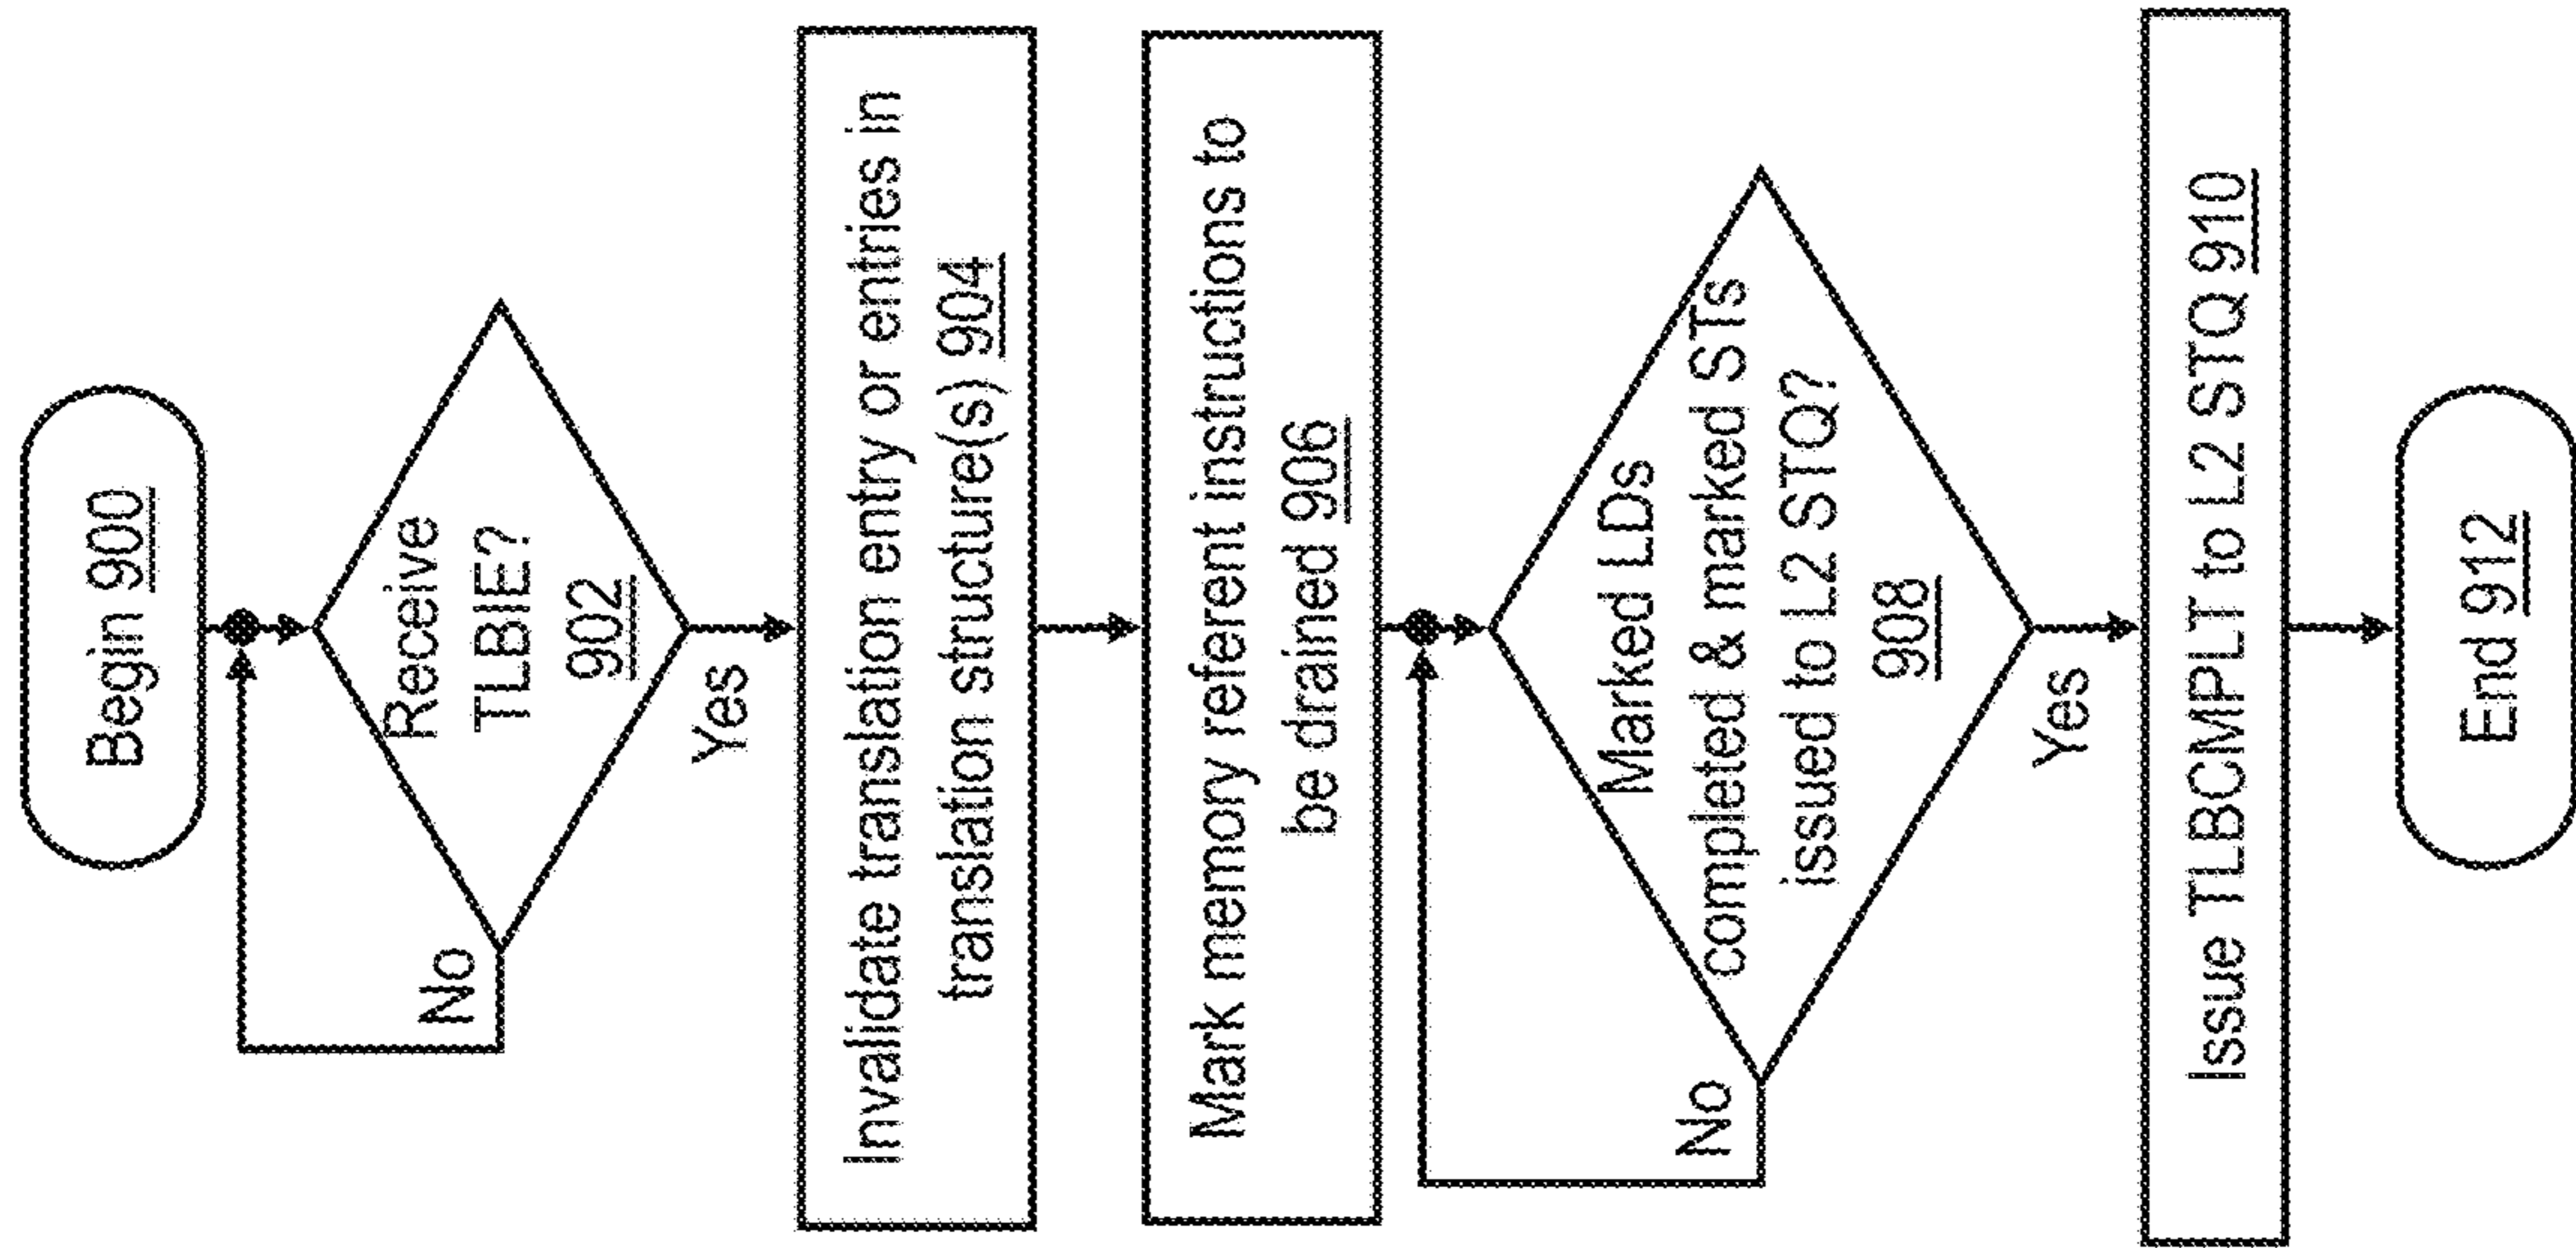 Begin 900
Receive
TLBIE?
902
No
Yes
Invalidate translation entry or entries in
translation structure(s) 904
Mark memory referent instructions to
be drained 906
Marked LDs
completed & marked STs
issued to L2 STQ?
908
No
Yes
Issue TLBCMPLT to L2 STQ 910
End 912